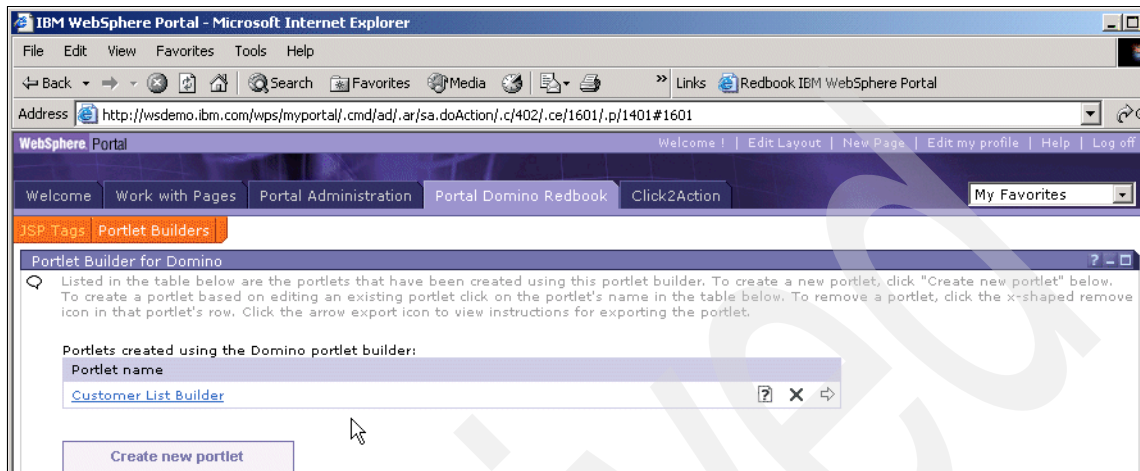 IBM WebSphere Portal - Microsoft Internet Explorer
File Edit View Favorites Tools Help
Back Search Favorites Media » Links Redbook IBM WebSphere Portal
Address http://wsdemo.ibm.com/wps/myportal/.cmd/ad/.ar/sa.doAction/.c/402/.ce/1601/.p/1401#1601
WebSphere Portal Welcome ! | Edit Layout | New Page | Edit my profile | Help | Log off
Welcome Work with Pages Portal Administration Portal Domino Redbook Click2Action My Favorites
JSP Tags Portlet Builders
Portlet Builder for Domino ? –
Listed in the table below are the portlets that have been created using this portlet builder. To create a new portlet, click "Create new portlet" below.
To create a portlet based on editing an existing portlet click on the portlet's name in the table below. To remove a portlet, click the x-shaped remove
icon in that portlet's row. Click the arrow export icon to view instructions for exporting the portlet.
Portlets created using the Domino portlet builder:
Portlet name
Customer List Builder ?
Create new portlet